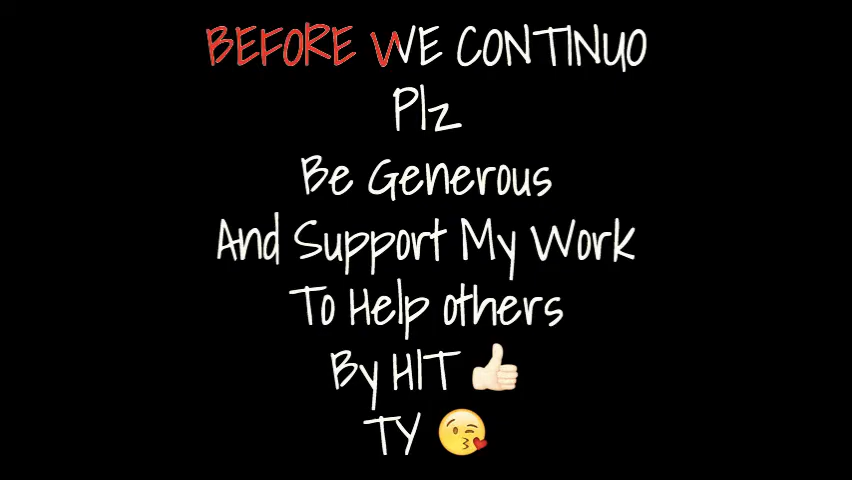 BEFORE WE CONTINUO
Plz
Be Generous
And Support My Work
To Help others
By HIT 👍🏻
TY 😘